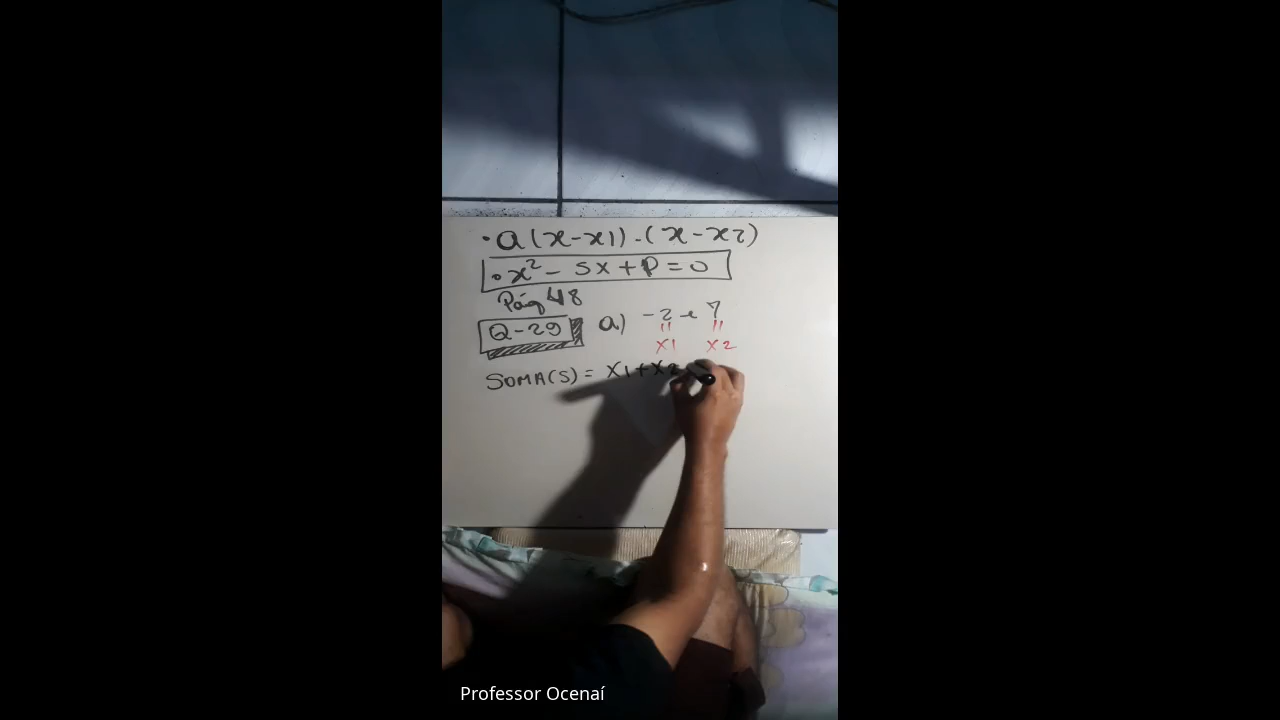 • a(x-x1).(x-x2)
• x² - Sx + P = 0
Pág 48
Q-29 a) -2 e 7
" "
x1 x2
SOMA(S) = X1+X2
Professor Ocenaí